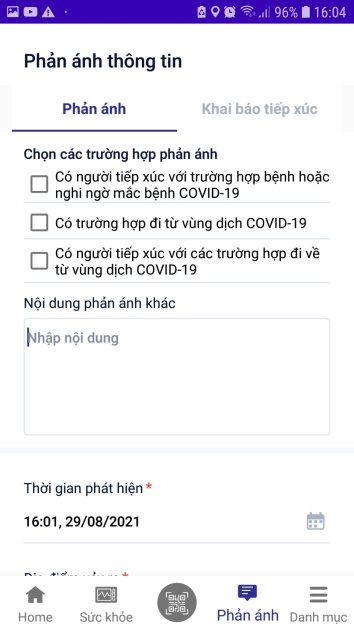 96% 16:04
Phản ánh thông tin
Phản ánh
Khai báo tiếp xúc
Chọn các trường hợp phản ánh
Có người tiếp xúc với trường hợp bệnh hoặc
nghi ngờ mắc bệnh COVID-19
Có trường hợp đi từ vùng dịch COVID-19
Có người tiếp xúc với các trường hợp đi về
từ vùng dịch COVID-19
Nội dung phản ánh khác
Nhập nội dung
Thời gian phát hiện *
16:01, 29/08/2021
Home
Sức khỏe
Phản ánh
Danh mục